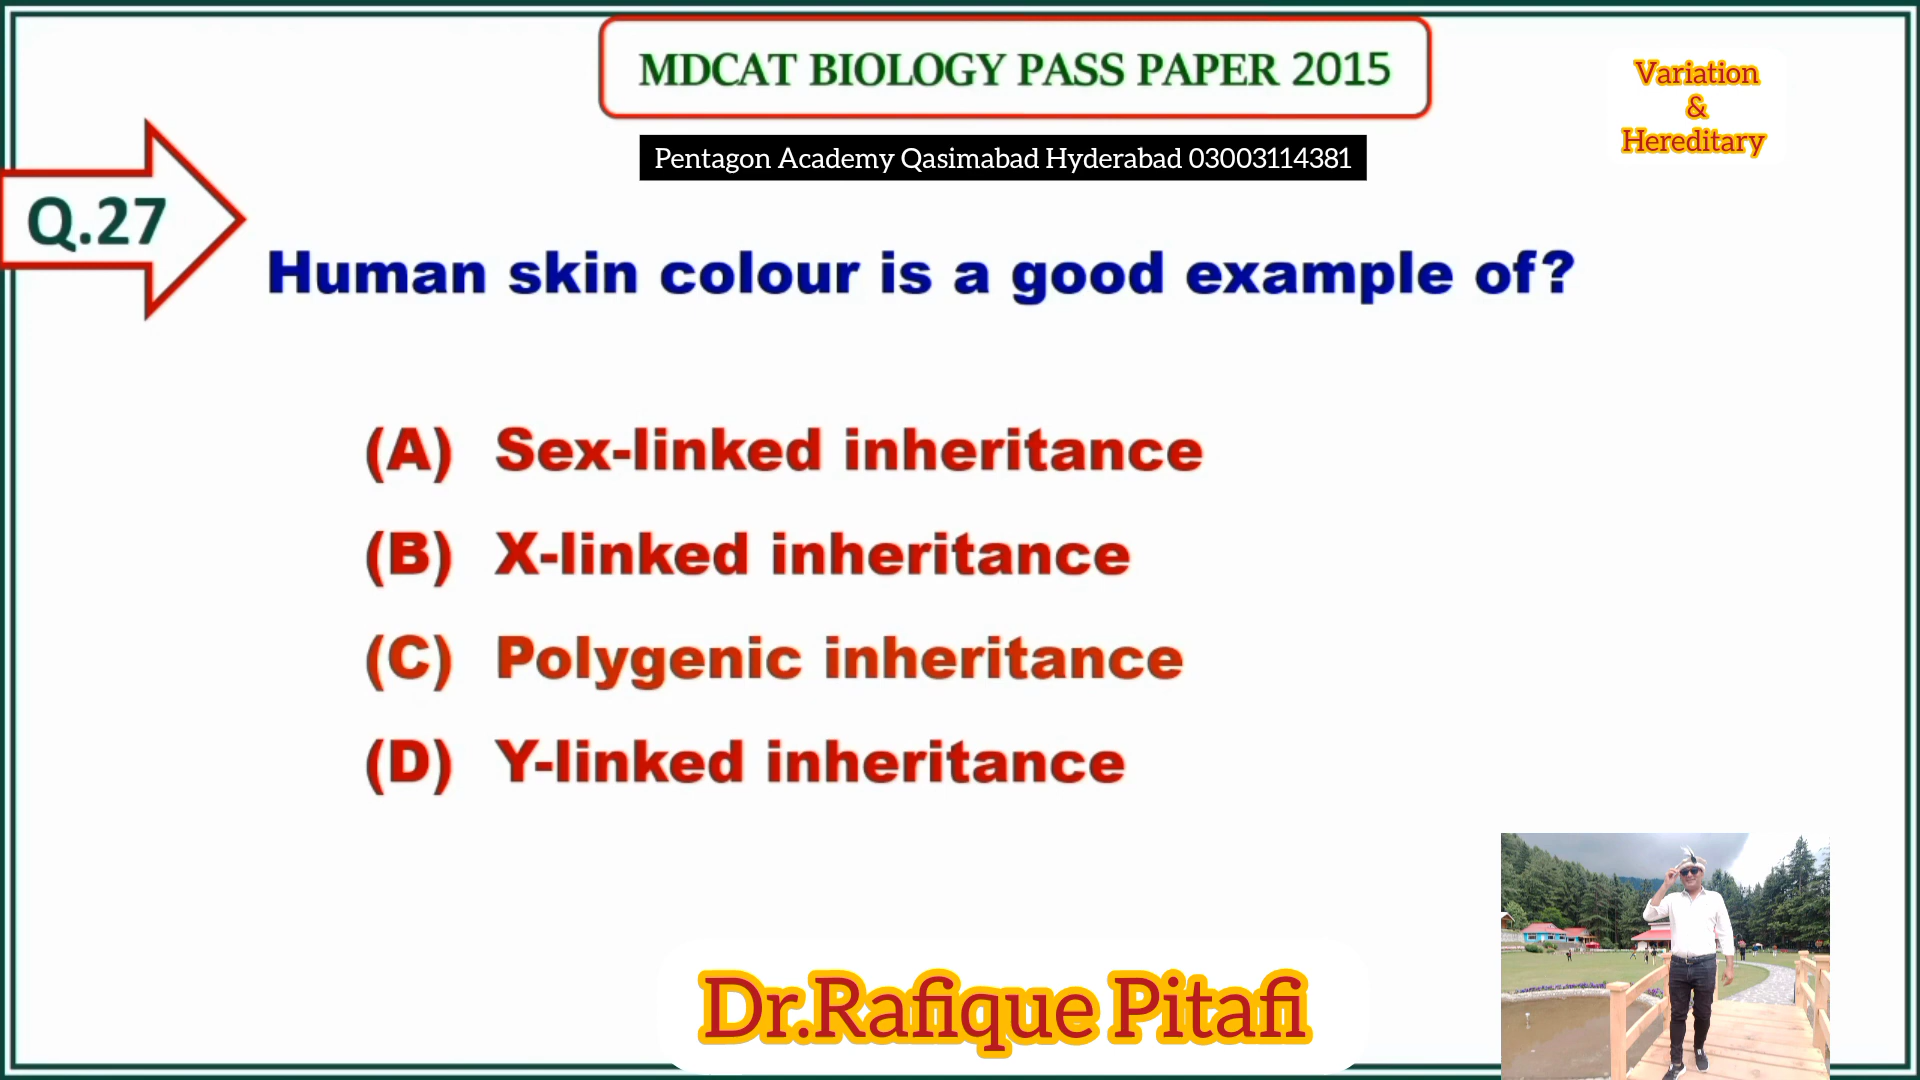 MDCAT BIOLOGY PASS PAPER 2015
Variation
&
Hereditary
Pentagon Academy Qasimabad Hyderabad 03003114381
Q.27
Human skin colour is a good example of?
(A) Sex-linked inheritance
(B) X-linked inheritance
(C) Polygenic inheritance
(D) Y-linked inheritance
Dr.Rafique Pitafi